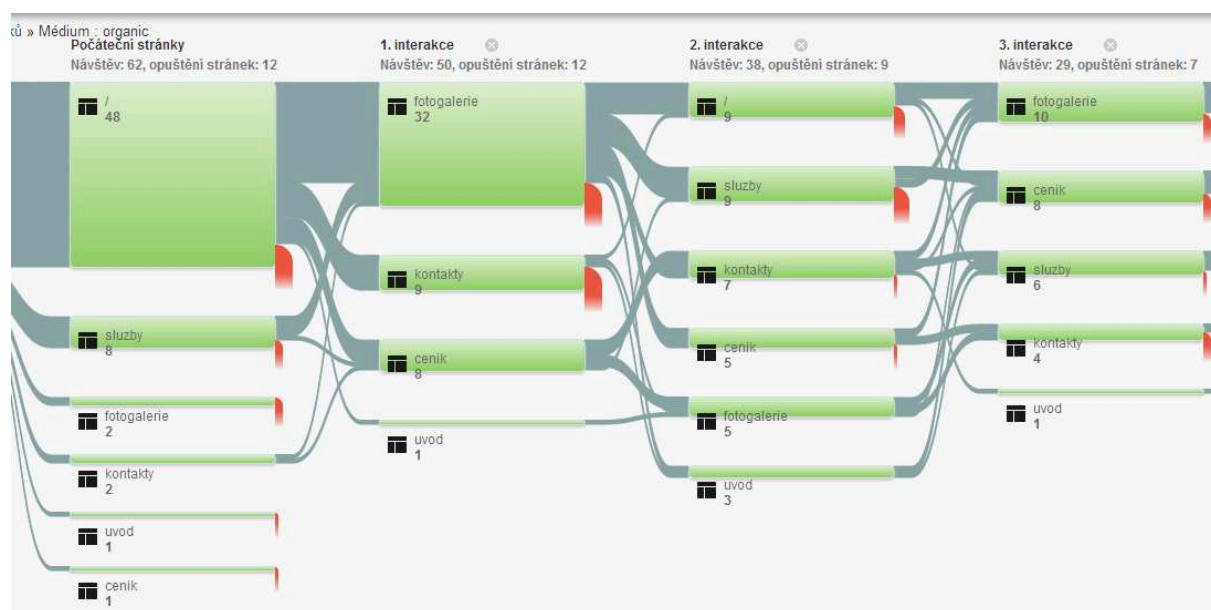 ků » Médium : organic
Počáteční stránky
Návštěv: 62, opuštění stránek: 12
/
48
sluzby
8
fotogalerie
2
kontakty
2
uvod
1
cenik
1
1. interakce
Návštěv: 50, opuštění stránek: 12
fotogalerie
32
kontakty
9
cenik
8
uvod
1
2. interakce
Návštěv: 38, opuštění stránek: 9
/
9
sluzby
9
kontakty
7
cenik
5
fotogalerie
5
uvod
3
3. interakce
Návštěv: 29, opuštění stránek: 7
fotogalerie
10
cenik
8
sluzby
6
kontakty
4
uvod
1